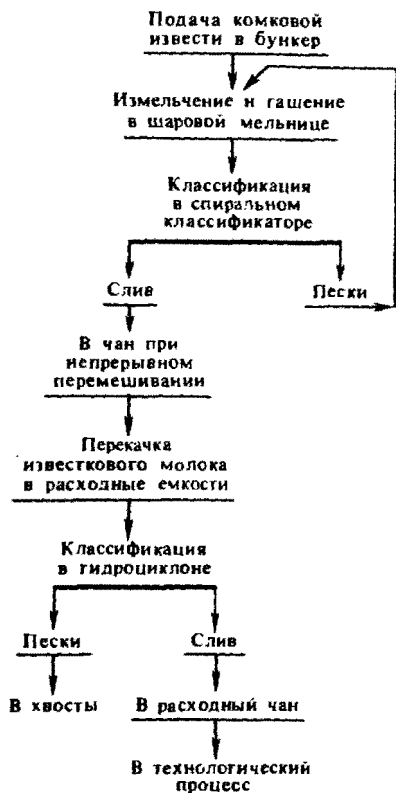 Подача комковой
извести в бункер
Измельчение и гашение
в шаровой мельнице
Классификация
в спиральном
классификаторе
Слив
Пески
В чан при
непрерывном
перемешивании
Перекачка
известкового молока
в расходные емкости
Классификация
в гидроциклоне
Пески
Слив
В хвосты
В расходный чан
В технологический
процесс